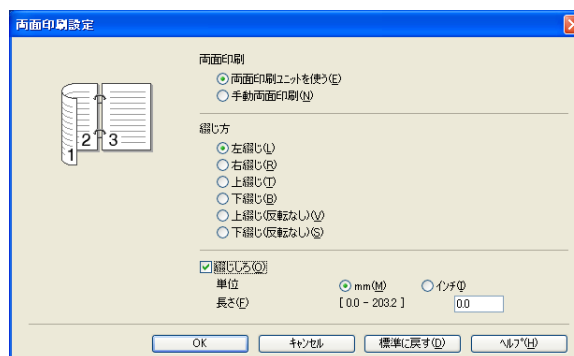 両面印刷設定
両面印刷
両面印刷ユニットを使う(E)
手動両面印刷(N)
綴じ方
左綴じ(L)
右綴じ(R)
上綴じ(T)
下綴じ(B)
上綴じ(反転なし)(V)
下綴じ(反転なし)(S)
綴じしろ(O)
単位 mm(M) インチ(I)
長さ(F) [ 0.0 - 203.2 ] 0.0
1 2 3
OK キャンセル 標準に戻す(D) ヘルプ(H)